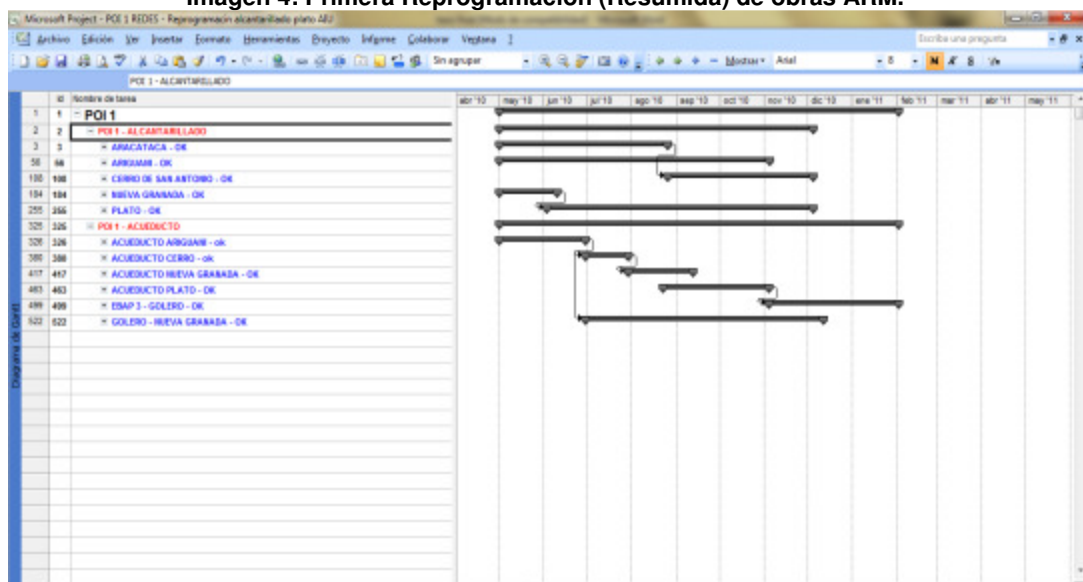 Imagen 4. Primera Reprogramación (Resumida) de obras AHM.
Microsoft Project - POI 1 REDES - Reprogramacin alcantarillado plato AIU
Archivo Edición Ver Insertar Formato Herramientas Proyecto Informe Colaborar Ventana ?
Escriba una pregunta
Sin agrupar Mostrar Arial 8 N K S
POI 1 - ALCANTARILLADO
Id Nombre de tarea abr '10 may '10 jun '10 jul '10 ago '10 sep '10 oct '10 nov '10 dic '10 ene '11 feb '11 mar '11 abr '11 may '11
1 1 POI 1
2 2 POI 1 - ALCANTARILLADO
3 3 ARACATACA - OK
56 56 ARIGUANI - OK
108 108 CERRO DE SAN ANTONIO - OK
184 184 NUEVA GRANADA - OK
255 255 PLATO - OK
325 325 POI 1 - ACUEDUCTO
326 326 ACUEDUCTO ARIGUANI - ok
380 380 ACUEDUCTO CERRO - ok
417 417 ACUEDUCTO NUEVA GRANADA - OK
463 463 ACUEDUCTO PLATO - OK
499 499 EBAP 3 - GOLERO - OK
522 522 GOLERO - NUEVA GRANADA - OK
Diagrama de Gantt